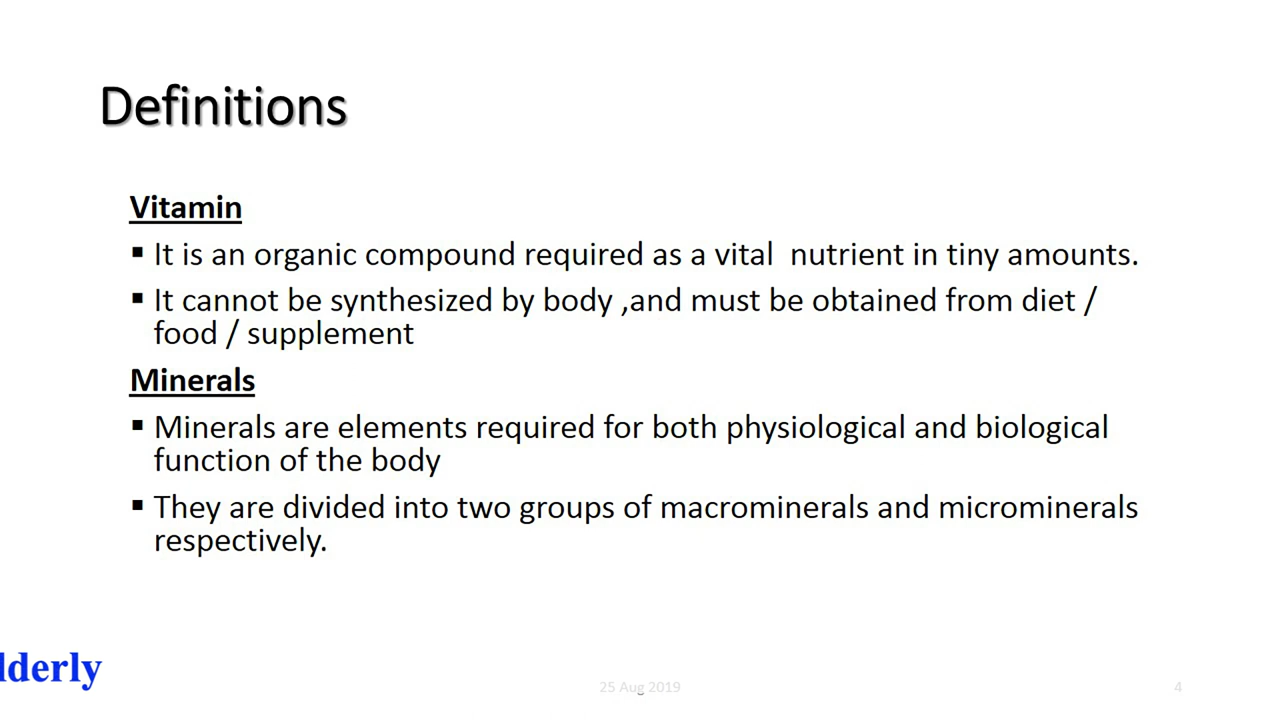 Definitions
Vitamin
▪ It is an organic compound required as a vital  nutrient in tiny amounts.
▪ It cannot be synthesized by body ,and must be obtained from diet /
food / supplement
Minerals
▪ Minerals are elements required for both physiological and biological
function of the body
▪ They are divided into two groups of macrominerals and microminerals
respectively.
lderly
25 Aug 2019
4